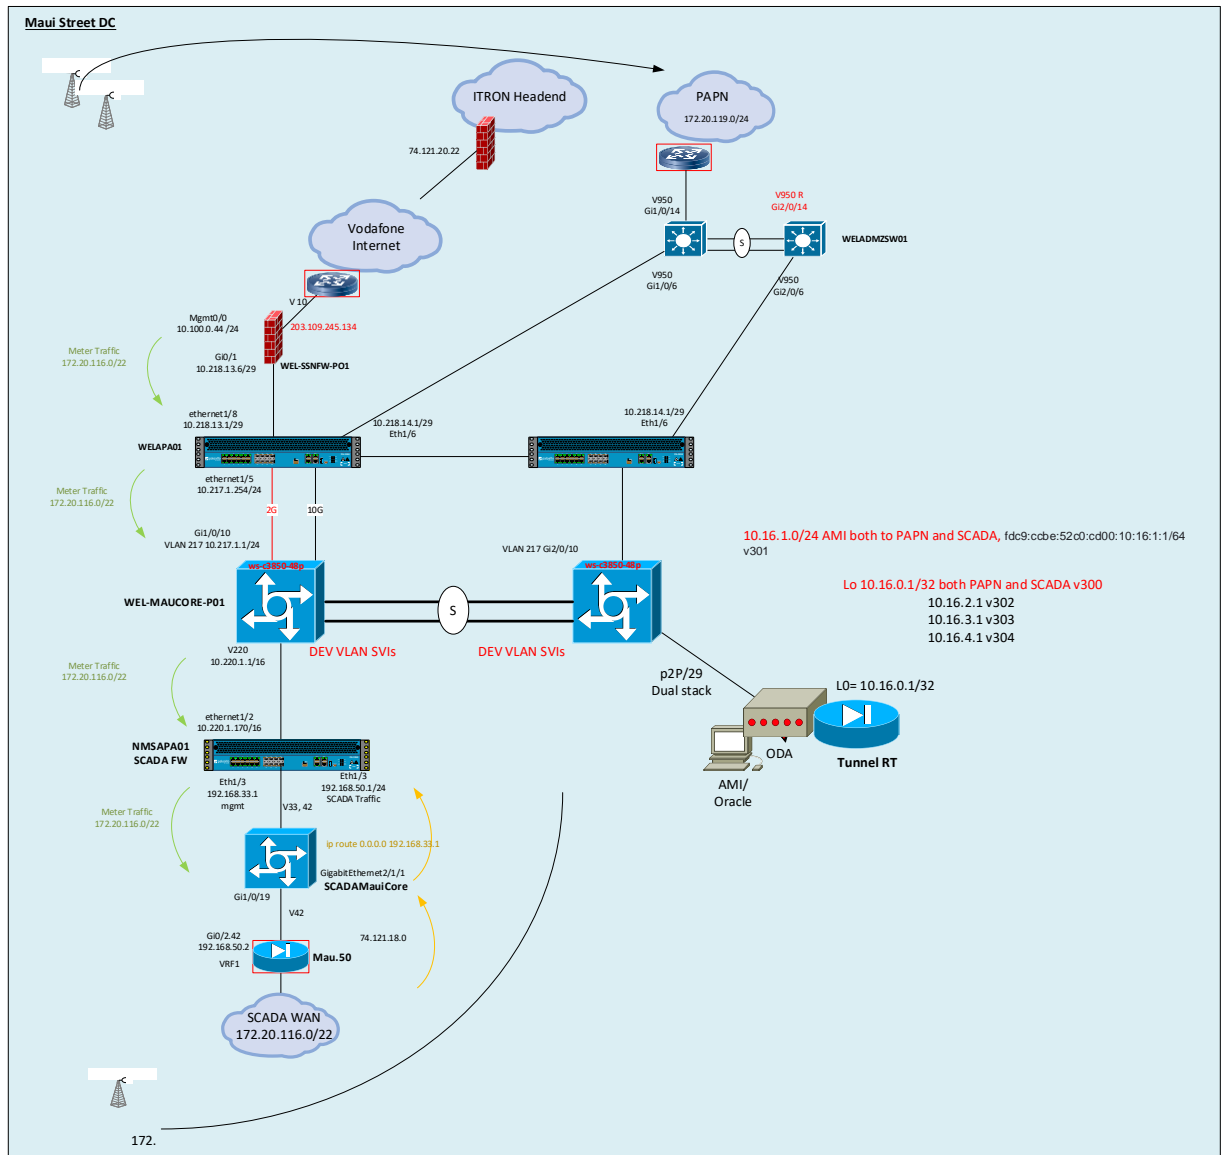 Maui Street DC
ITRON Headend
74.121.20.22
PAPN
172.20.119.0/24
Vodafone
Internet
V950
Gi1/0/14
V950 R
Gi2/0/14
S
WELADMZSW01
V950
Gi1/0/6
V950
Gi2/0/6
V 10
203.109.245.134
Mgmt0/0
10.100.0.44 /24
Meter Traffic
172.20.116.0/22
Gi0/1
10.218.13.6/29
WEL-SSNFW-PO1
ethernet1/8
10.218.13.1/29
10.218.14.1/29
Eth1/6
10.218.14.1/29
Eth1/6
WELAPA01
ethernet1/5
10.217.1.254/24
Meter Traffic
172.20.116.0/22
2G
10G
Gi1/0/10
VLAN 217 10.217.1.1/24
VLAN 217 Gi2/0/10
10.16.1.0/24 AMI both to PAPN and SCADA, fdc9:ccbe:52c0:cd00:10:16:1:1/64
v301
ws-c3850-48p
ws-c3850-48p
Lo 10.16.0.1/32 both PAPN and SCADA v300
10.16.2.1 v302
10.16.3.1 v303
10.16.4.1 v304
WEL-MAUCORE-P01
S
V220
10.220.1.1/16
DEV VLAN SVIs
DEV VLAN SVIs
Meter Traffic
172.20.116.0/22
p2P/29
Dual stack
L0= 10.16.0.1/32
ethernet1/2
10.220.1.170/16
NMSAPA01
SCADA FW
ODA
Tunnel RT
AMI/
Oracle
Eth1/3
192.168.33.1
mgmt
Eth1/3
192.168.50.1/24
SCADA Traffic
V33, 42
Meter Traffic
172.20.116.0/22
ip route 0.0.0.0 192.168.33.1
GigabitEthernet2/1/1
SCADAMauiCore
Gi1/0/19
V42
Gi0/2.42
192.168.50.2
VRF1
74.121.18.0
Mau.50
SCADA WAN
172.20.116.0/22
172.